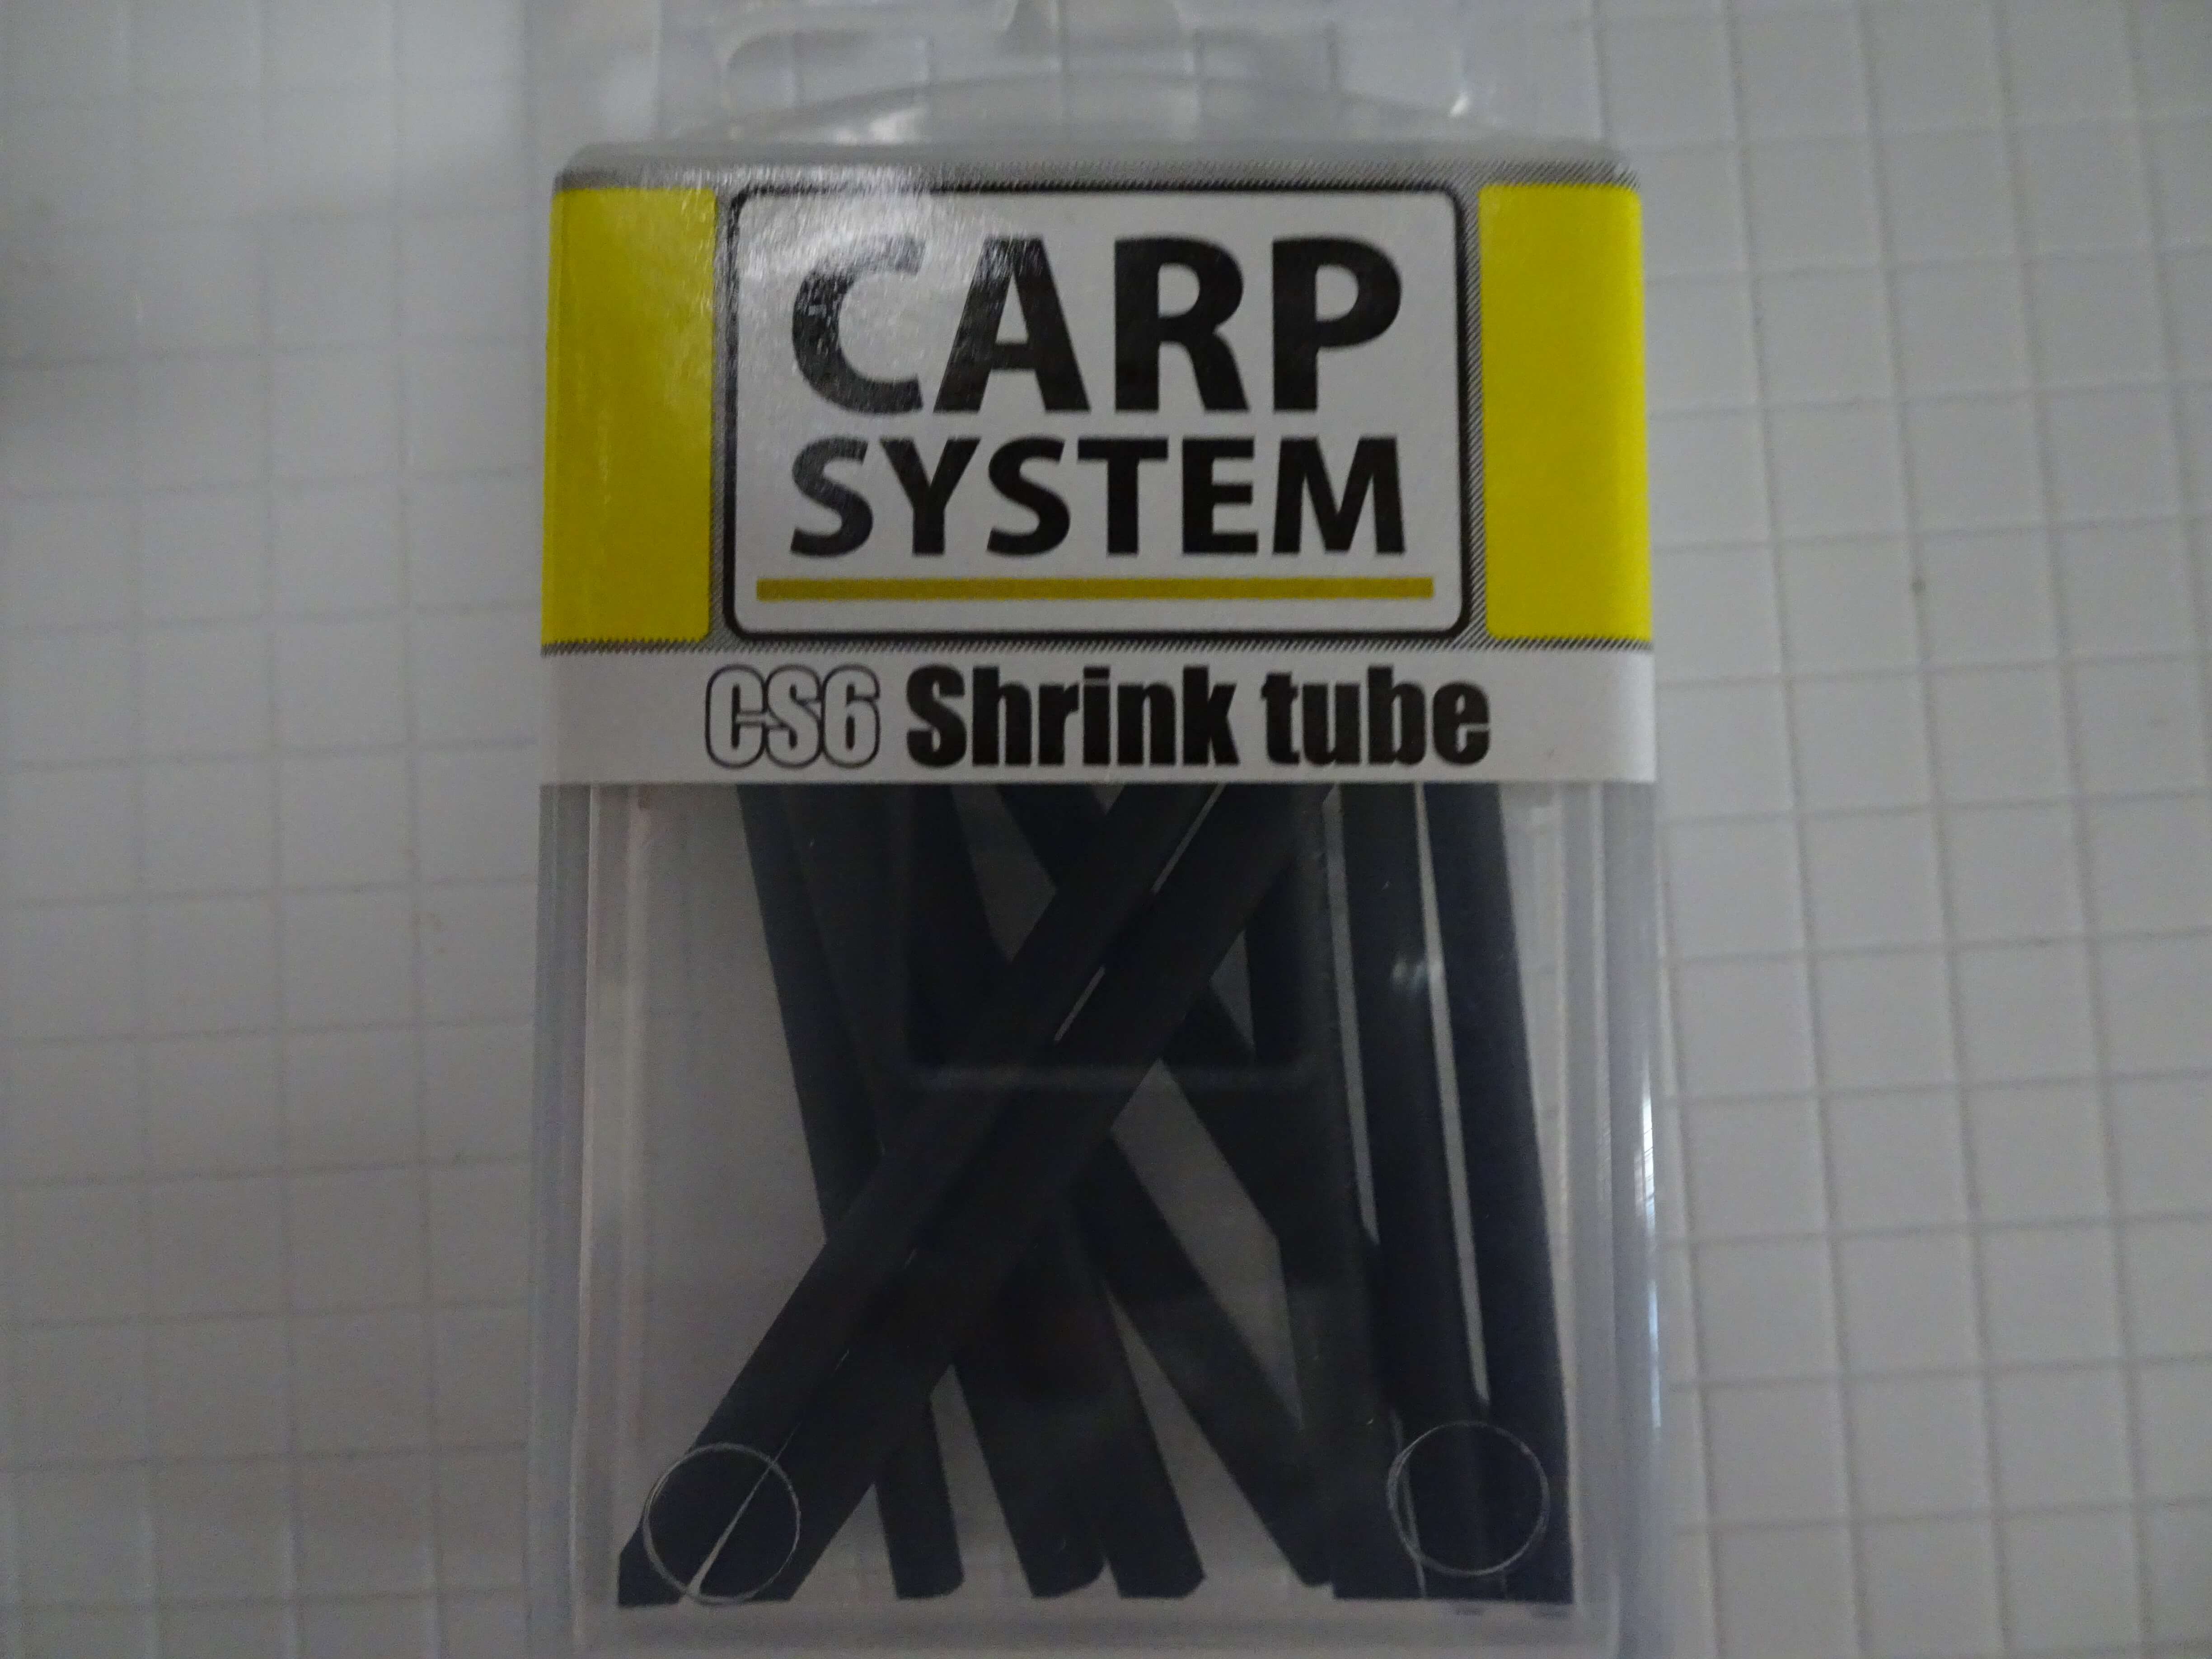 CARP
SYSTEM
CS6 Shrink tube